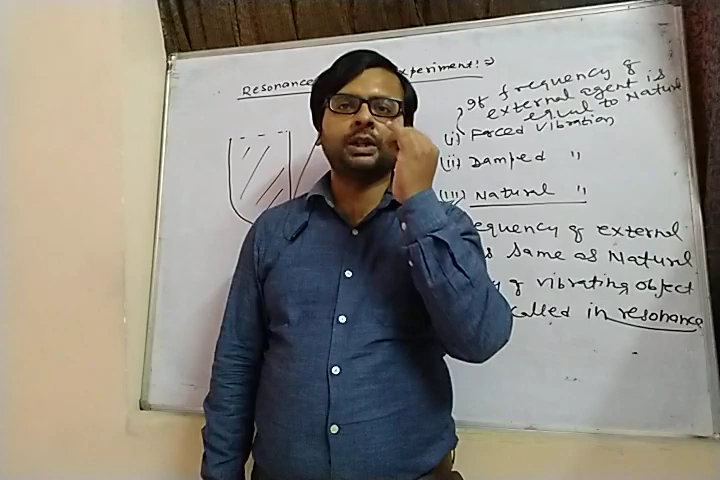 Resonance xperiment:⇒
, If frequency of
external agent is
equal to Natural
(i) Forced vibration
(ii) Damped "
(iii) Natural "
equency of external
s same as Natural
y of vibrating object
called in resonance